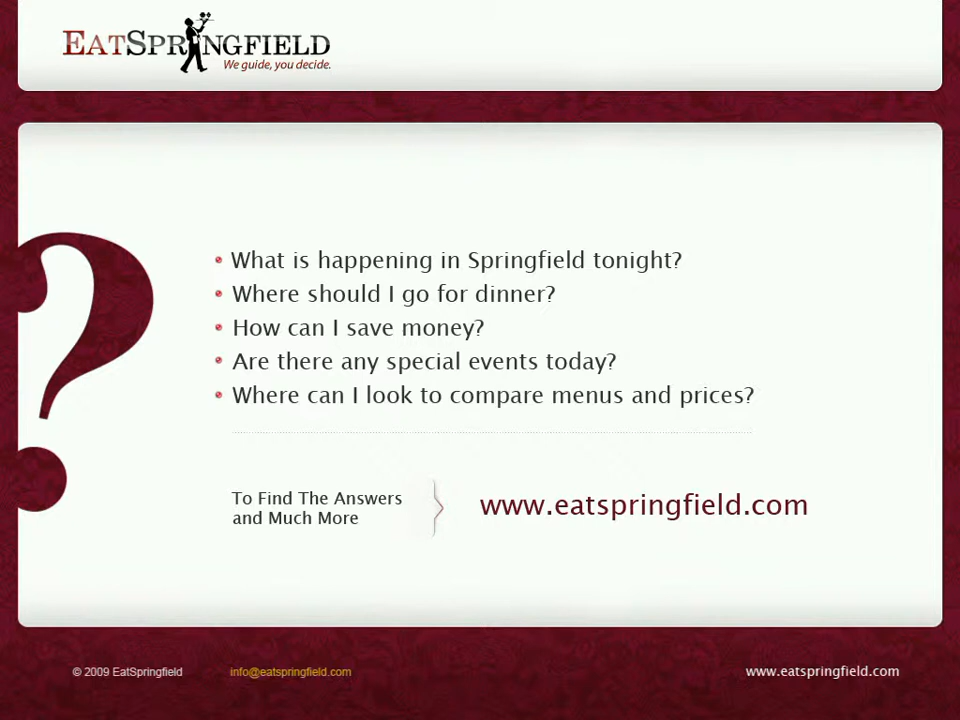 EATSPRINGFIELD
We guide, you decide.
What is happening in Springfield tonight?
Where should I go for dinner?
How can I save money?
Are there any special events today?
Where can I look to compare menus and prices?
To Find The Answers
and Much More
www.eatspringfield.com
© 2009 EatSpringfield info@eatspringfield.com www.eatspringfield.com